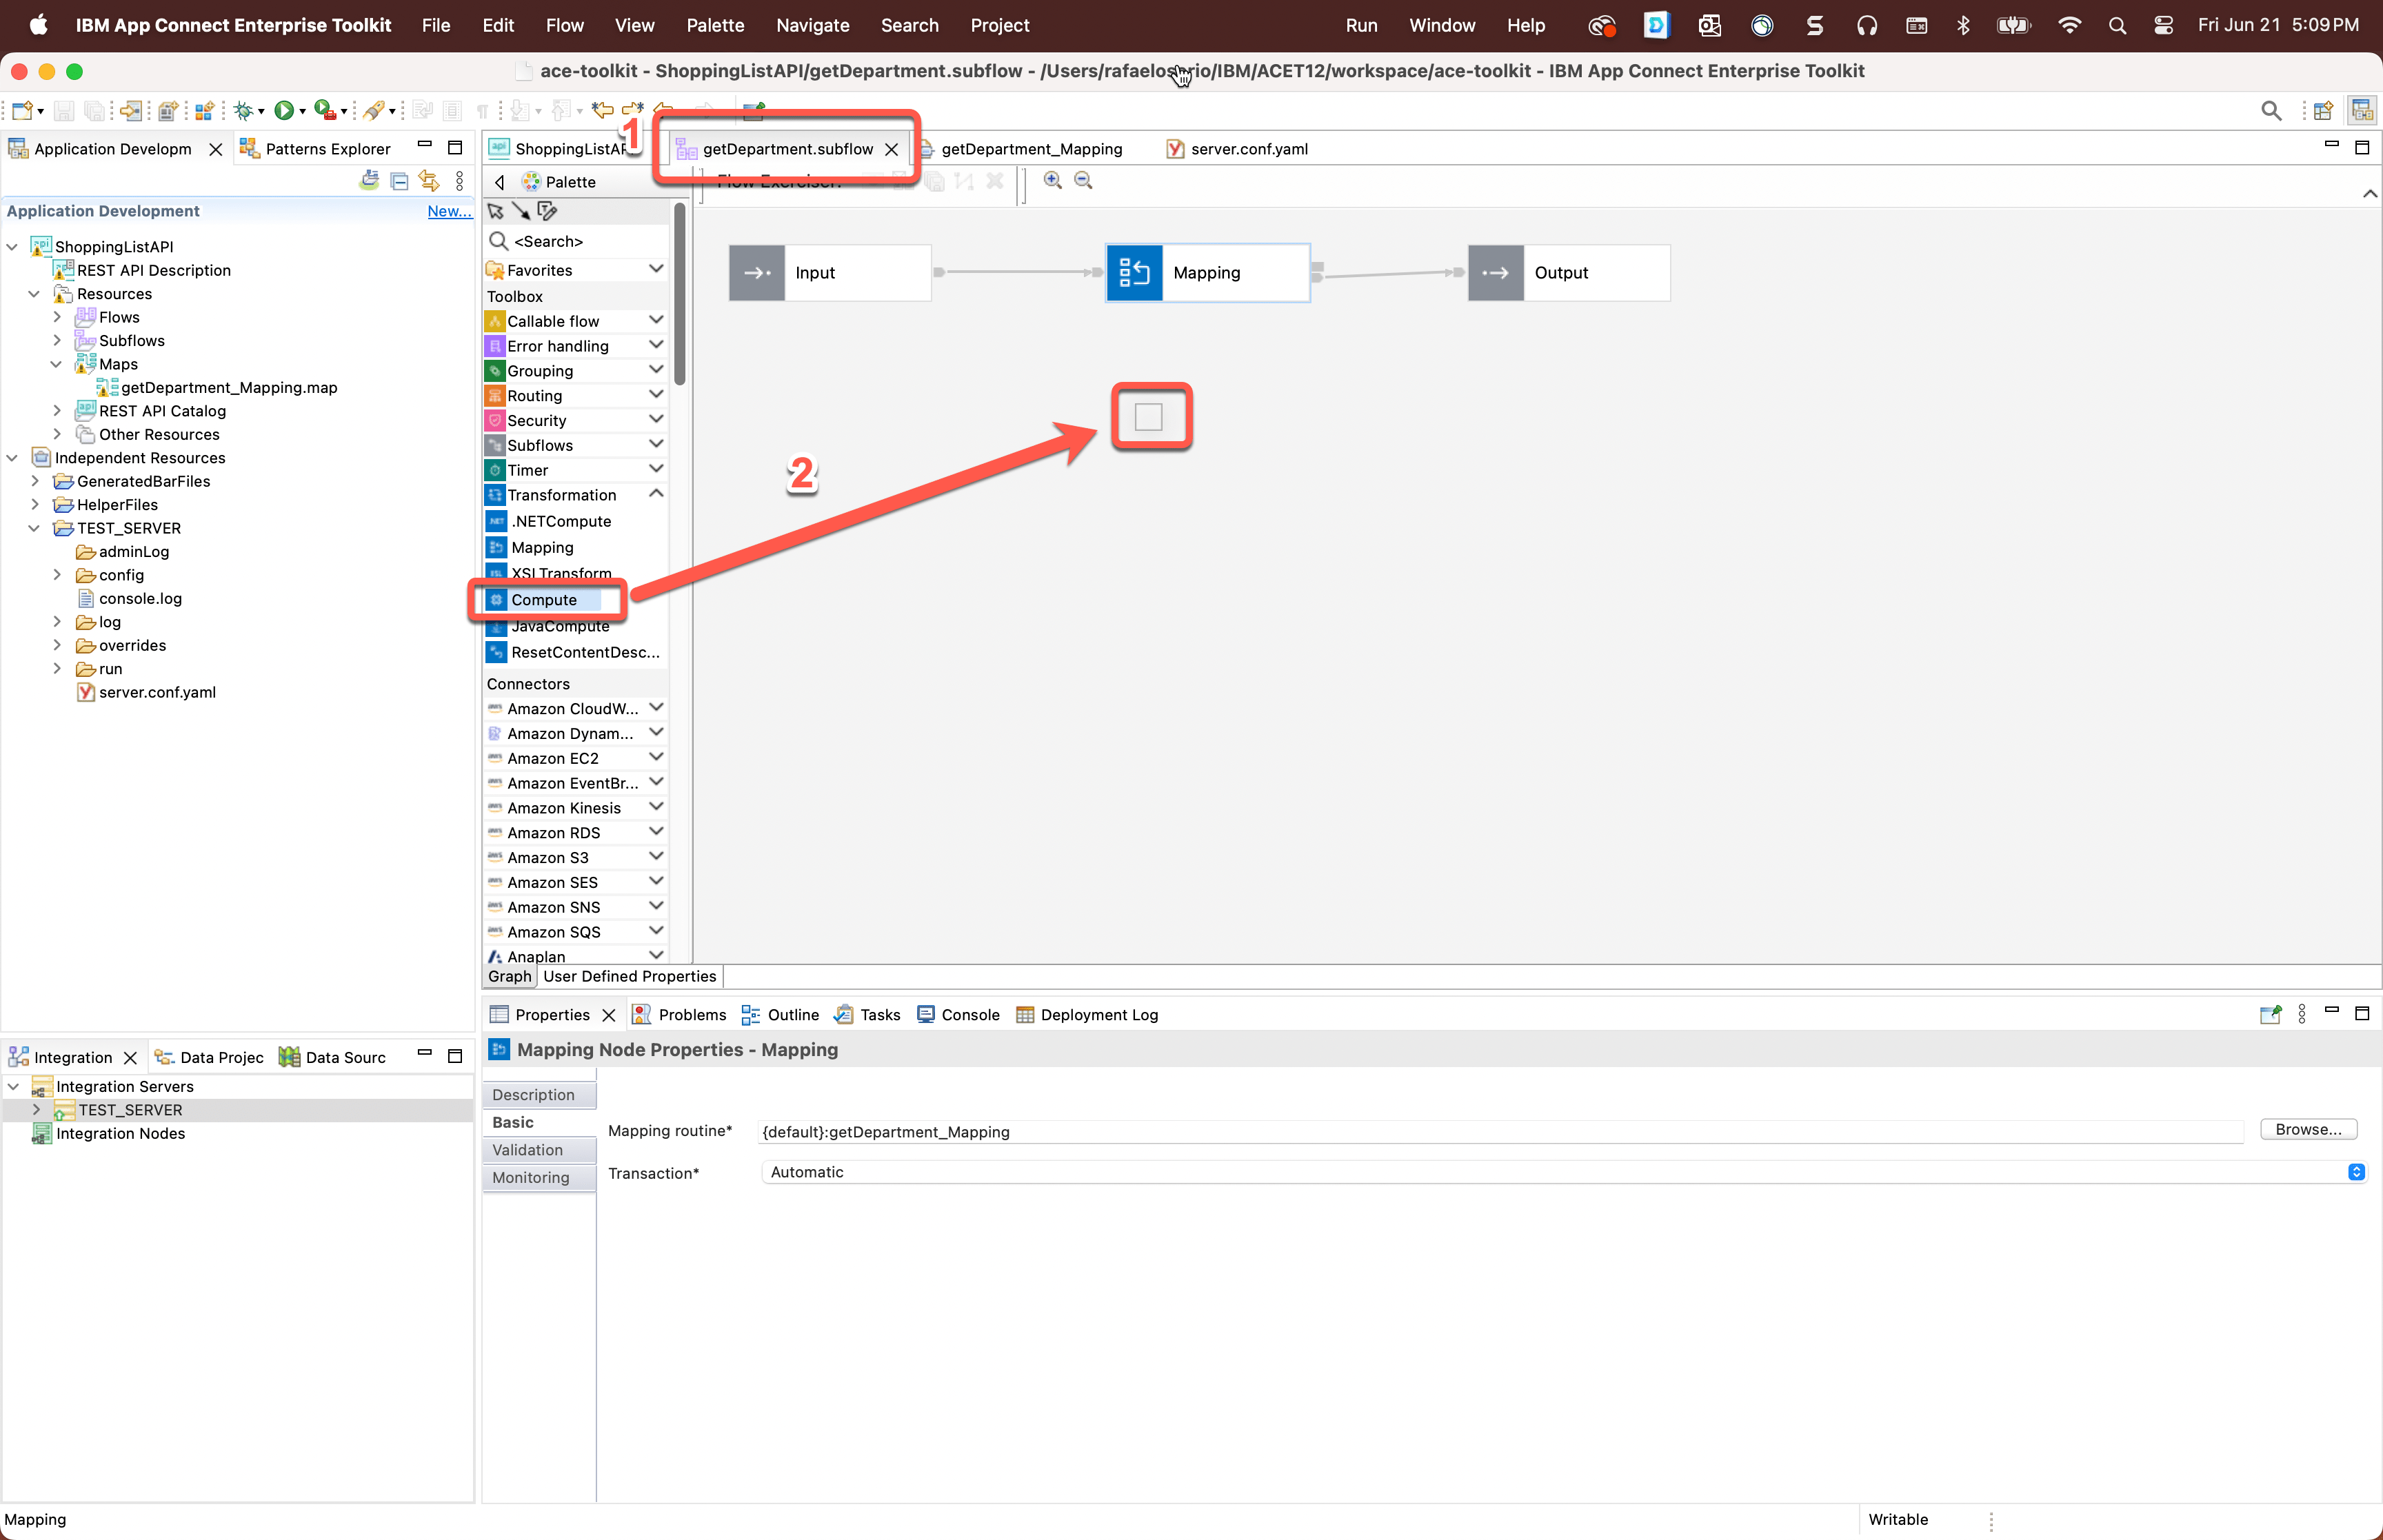 IBM App Connect Enterprise Toolkit File Edit Flow View Palette Navigate Search Project Run Window Help Fri Jun 21 5:09 PM
ace-toolkit - ShoppingListAPI/getDepartment.subflow - /Users/rafaelos rio/IBM/ACET12/workspace/ace-toolkit - IBM App Connect Enterprise Toolkit
1
Application Developm Patterns Explorer
ShoppingListAP getDepartment.subflow getDepartment_Mapping server.conf.yaml
Palette Flow Exerciser:
Application Development New...
ShoppingListAPI
REST API Description
Resources
Flows
Subflows
Maps
getDepartment_Mapping.map
REST API Catalog
Other Resources
Independent Resources
GeneratedBarFiles
HelperFiles
TEST_SERVER
adminLog
config
console.log
log
overrides
run
server.conf.yaml
<Search>
Favorites
Toolbox
Callable flow
Error handling
Grouping
Routing
Security
Subflows
Timer
Transformation
.NETCompute
Mapping
XSLTransform
Compute
JavaCompute
ResetContentDesc...
Connectors
Amazon CloudW...
Amazon Dynam...
Amazon EC2
Amazon EventBr...
Amazon Kinesis
Amazon RDS
Amazon S3
Amazon SES
Amazon SNS
Amazon SQS
Anaplan
Input Mapping Output
2
Graph User Defined Properties
Integration Data Projec Data Sourc
Integration Servers
TEST_SERVER
Integration Nodes
Properties Problems Outline Tasks Console Deployment Log
Mapping Node Properties - Mapping
Description
Basic
Validation
Monitoring
Mapping routine* {default}:getDepartment_Mapping Browse...
Transaction* Automatic
Mapping Writable